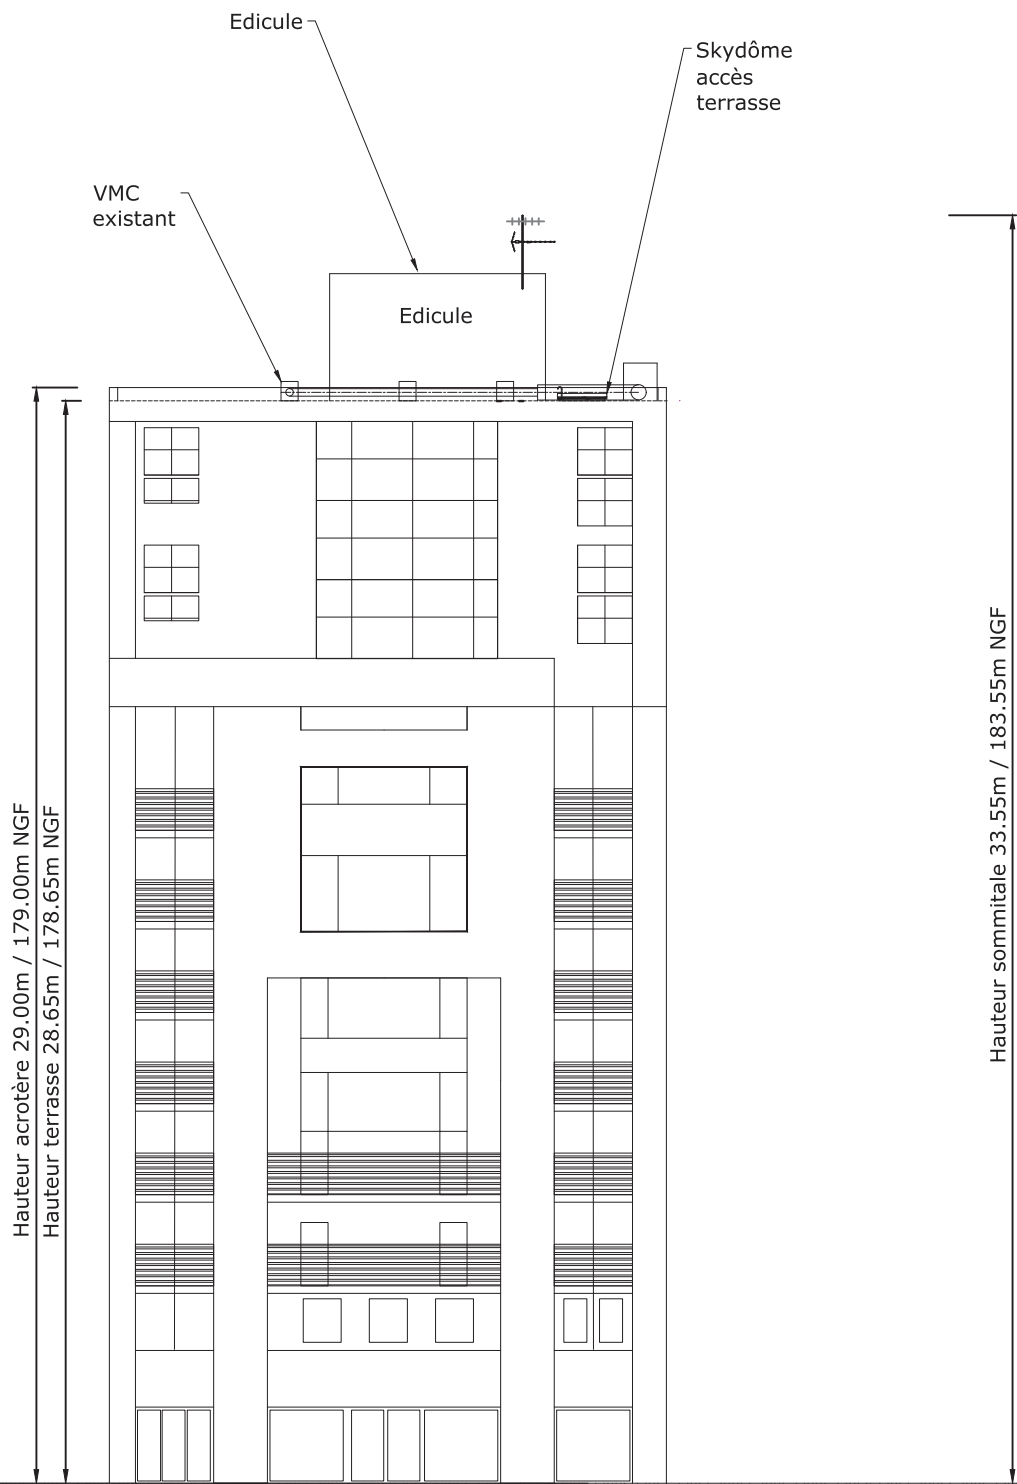 Edicule
Skydôme
accès
terrasse
VMC
existant
Edicule
Hauteur acrotère 29.00m / 179.00m NGF
Hauteur terrasse 28.65m / 178.65m NGF
Hauteur sommitale 33.55m / 183.55m NGF